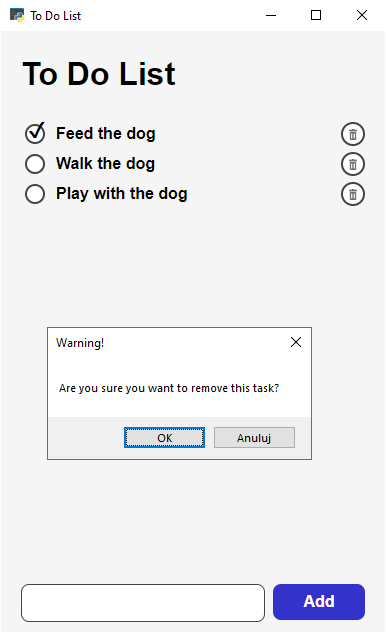 To Do List
To Do List
Feed the dog
Walk the dog
Play with the dog
Warning!
Are you sure you want to remove this task?
OK Anuluj
Add